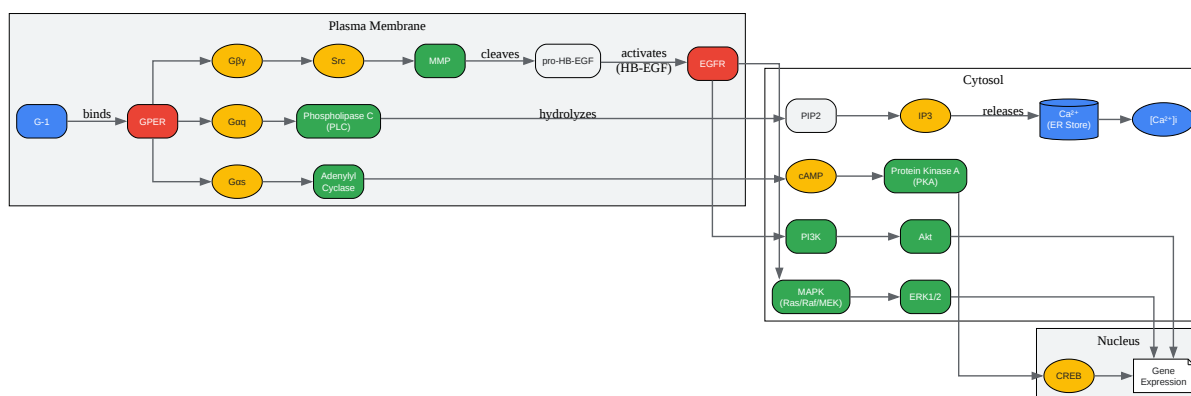 Plasma Membrane
Gβγ
Src
MMP
cleaves
pro-HB-EGF
activates
(HB-EGF)
EGFR
G-1
binds
GPER
Gαq
Phospholipase C
(PLC)
hydrolyzes
Gαs
Adenylyl
Cyclase
Cytosol
PIP2
IP3
releases
Ca²⁺
(ER Store)
[Ca²⁺]i
cAMP
Protein Kinase A
(PKA)
PI3K
Akt
MAPK
(Ras/Raf/MEK)
ERK1/2
Nucleus
CREB
Gene
Expression